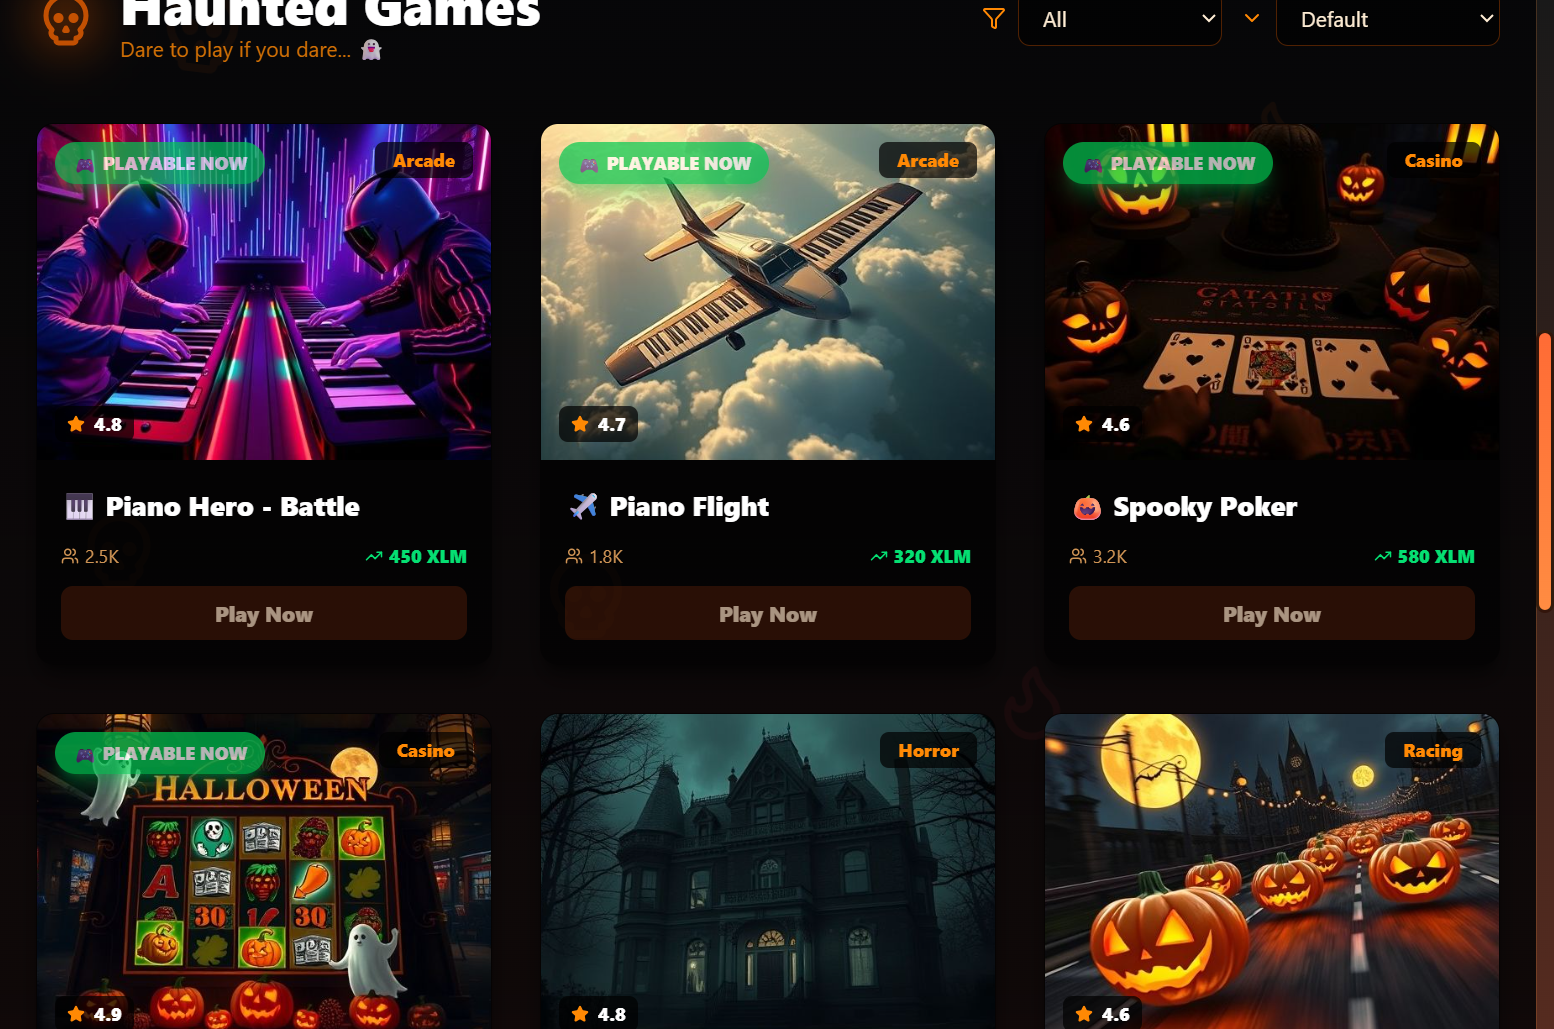 Haunted Games
Dare to play if you dare... 👻
All
Default
🎮 PLAYABLE NOW
Arcade
4.8
🎹 Piano Hero - Battle
2.5K
450 XLM
Play Now
🎮 PLAYABLE NOW
Arcade
4.7
✈️ Piano Flight
1.8K
320 XLM
Play Now
🎮 PLAYABLE NOW
Casino
4.6
🎃 Spooky Poker
3.2K
580 XLM
Play Now
🎮 PLAYABLE NOW
Casino
HALLOWEEN
A
30
30
4.9
Horror
4.8
Racing
4.6